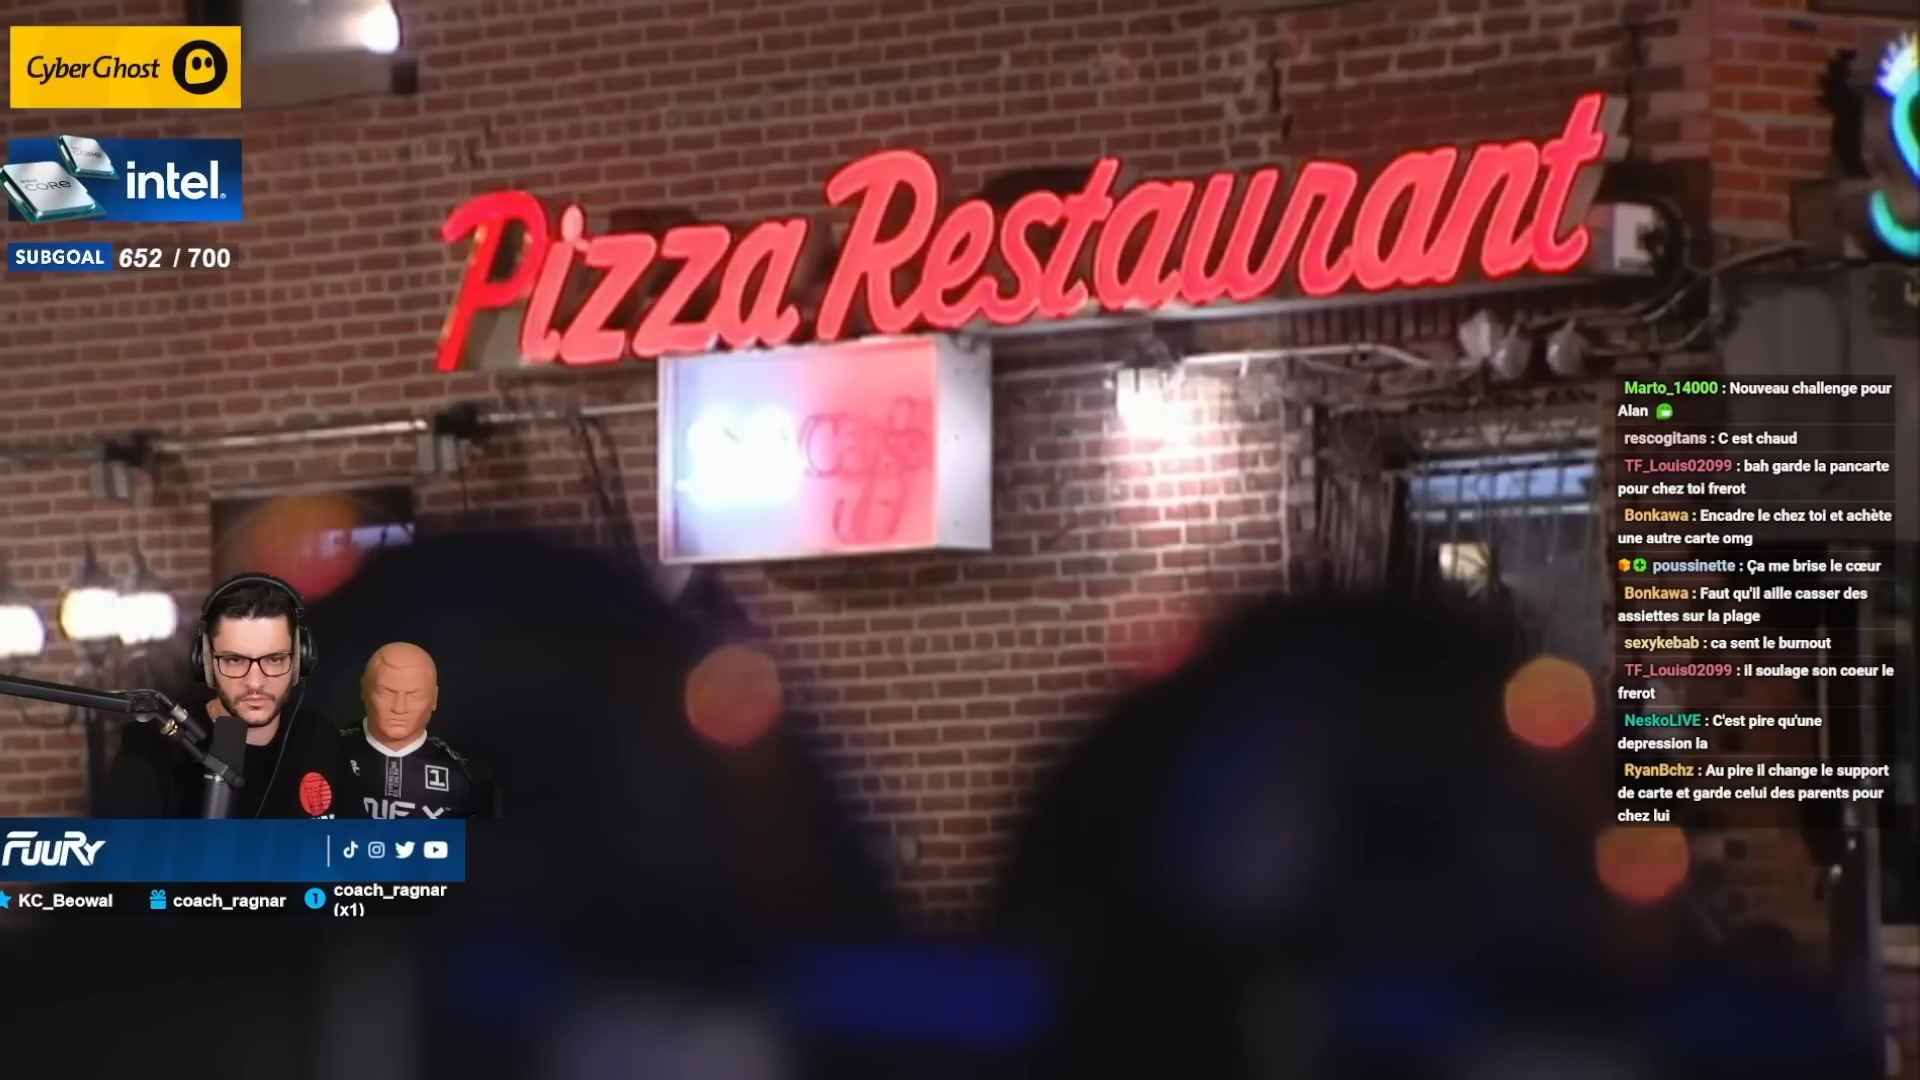 CyberGhost
intel.
CORE
CORE
SUBGOAL 652 / 700
Pizza Restaurant
Marto_14000 : Nouveau challenge pour
Alan
rescogitans : C est chaud
TF_Louis02099 : bah garde la pancarte
pour chez toi frerot
Bonkawa : Encadre le chez toi et achète
une autre carte omg
poussinette : Ça me brise le cœur
Bonkawa : Faut qu'il aille casser des
assiettes sur la plage
sexykebab : ca sent le burnout
TF_Louis02099 : il soulage son coeur le
frerot
NeskoLIVE : C'est pire qu'une
depression la
RyanBchz : Au pire il change le support
de carte et garde celui des parents pour
chez lui
1
FUURY
KC_Beowal
coach_ragnar
1 coach_ragnar
(x1)